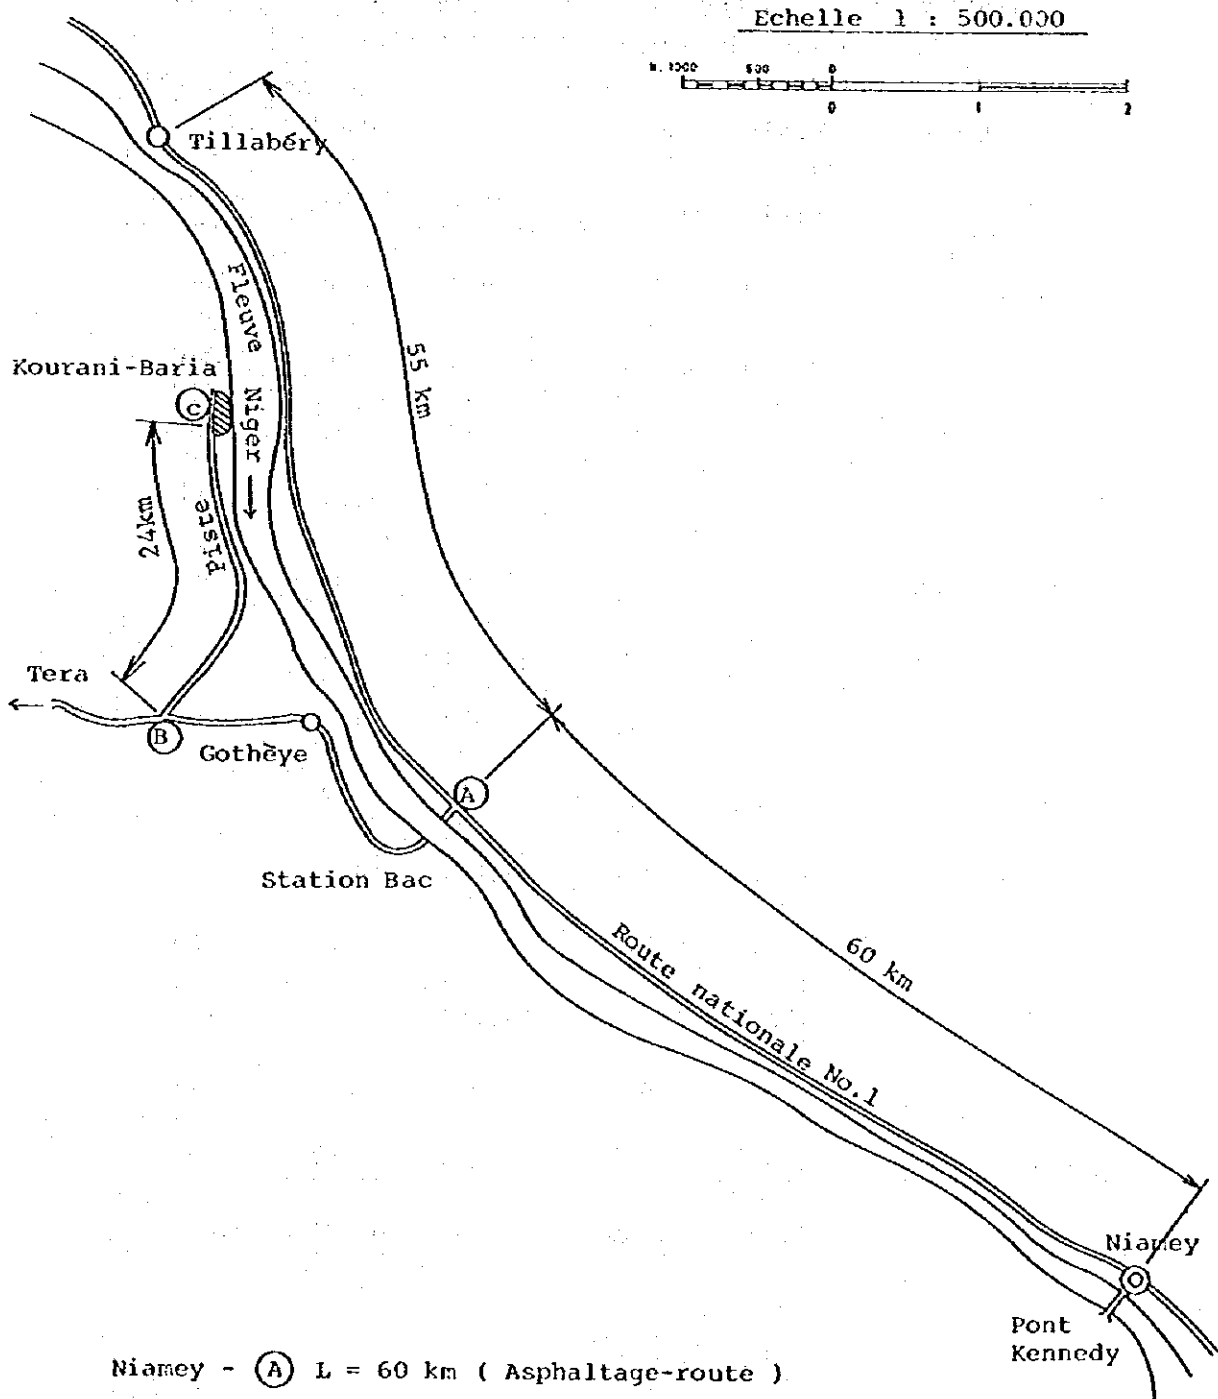 Echelle 1 : 500.000
M. 1000 500 0
0 1 2
Tillabéry
Fleuve Niger
55 km
Kourani-Baria
C
24km
Piste
Tera
B
Gothèye
A
Station Bac
60 km
Route nationale No.1
Niamey
Pont
Kennedy
Niamey - A L = 60 km ( Asphaltage-route )